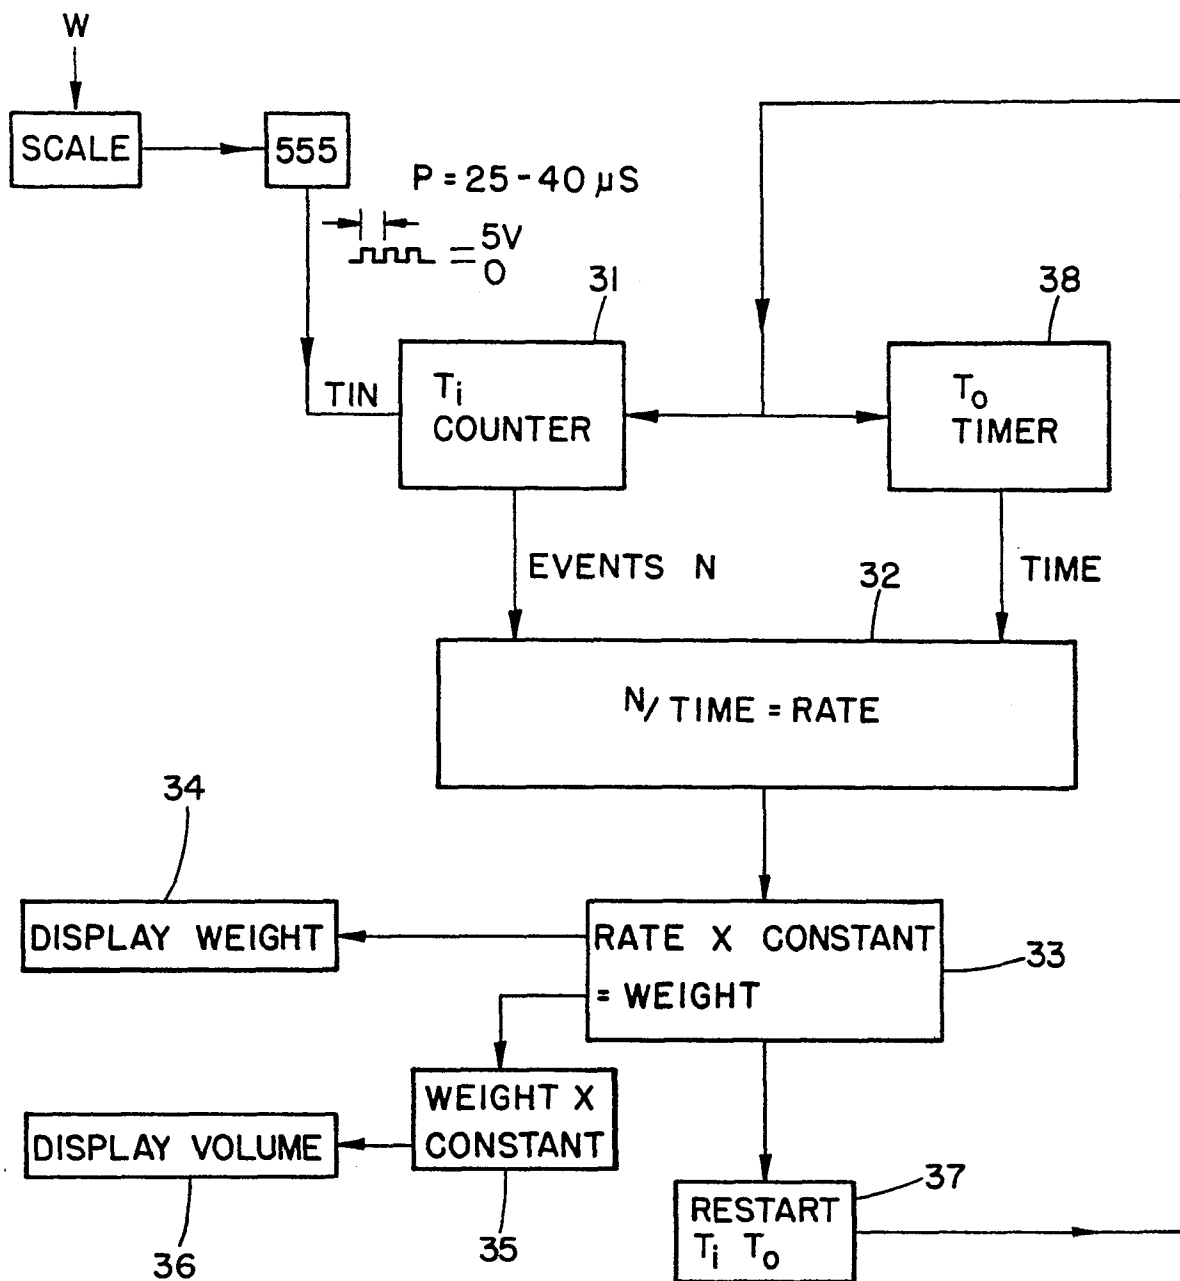 W
SCALE
555
P = 25 - 40 µS
5V
0
=
31
38
TIN
Ti
COUNTER
To
TIMER
EVENTS N
TIME
32
N/TIME = RATE
34
DISPLAY WEIGHT
RATE X CONSTANT
= WEIGHT
33
WEIGHT X
CONSTANT
DISPLAY VOLUME
35
36
RESTART
Ti To
37